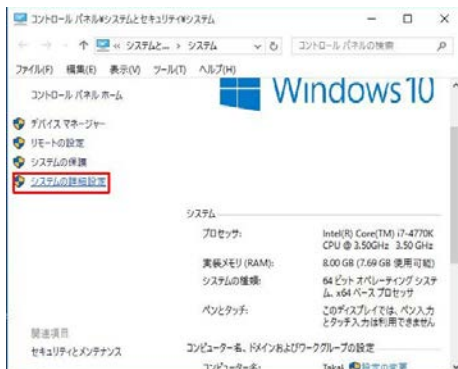 コントロール パネル¥システムとセキュリティ¥システム
« システムと... › システム
コントロール パネルの検索
ファイル(F) 編集(E) 表示(V) ツール(T) ヘルプ(H)
コントロール パネル ホーム
デバイス マネージャー
リモートの設定
システムの保護
システムの詳細設定
Windows 10
システム
プロセッサ: Intel(R) Core(TM) i7-4770K
CPU @ 3.50GHz 3.50 GHz
実装メモリ (RAM): 8.00 GB (7.69 GB 使用可能)
システムの種類: 64 ビット オペレーティング システ
ム、x64 ベース プロセッサ
ペンとタッチ: このディスプレイでは、ペン入力
とタッチ入力は利用できません
関連項目
セキュリティとメンテナンス
コンピューター名、ドメインおよびワークグループの設定
コンピューター名: 設定の変更